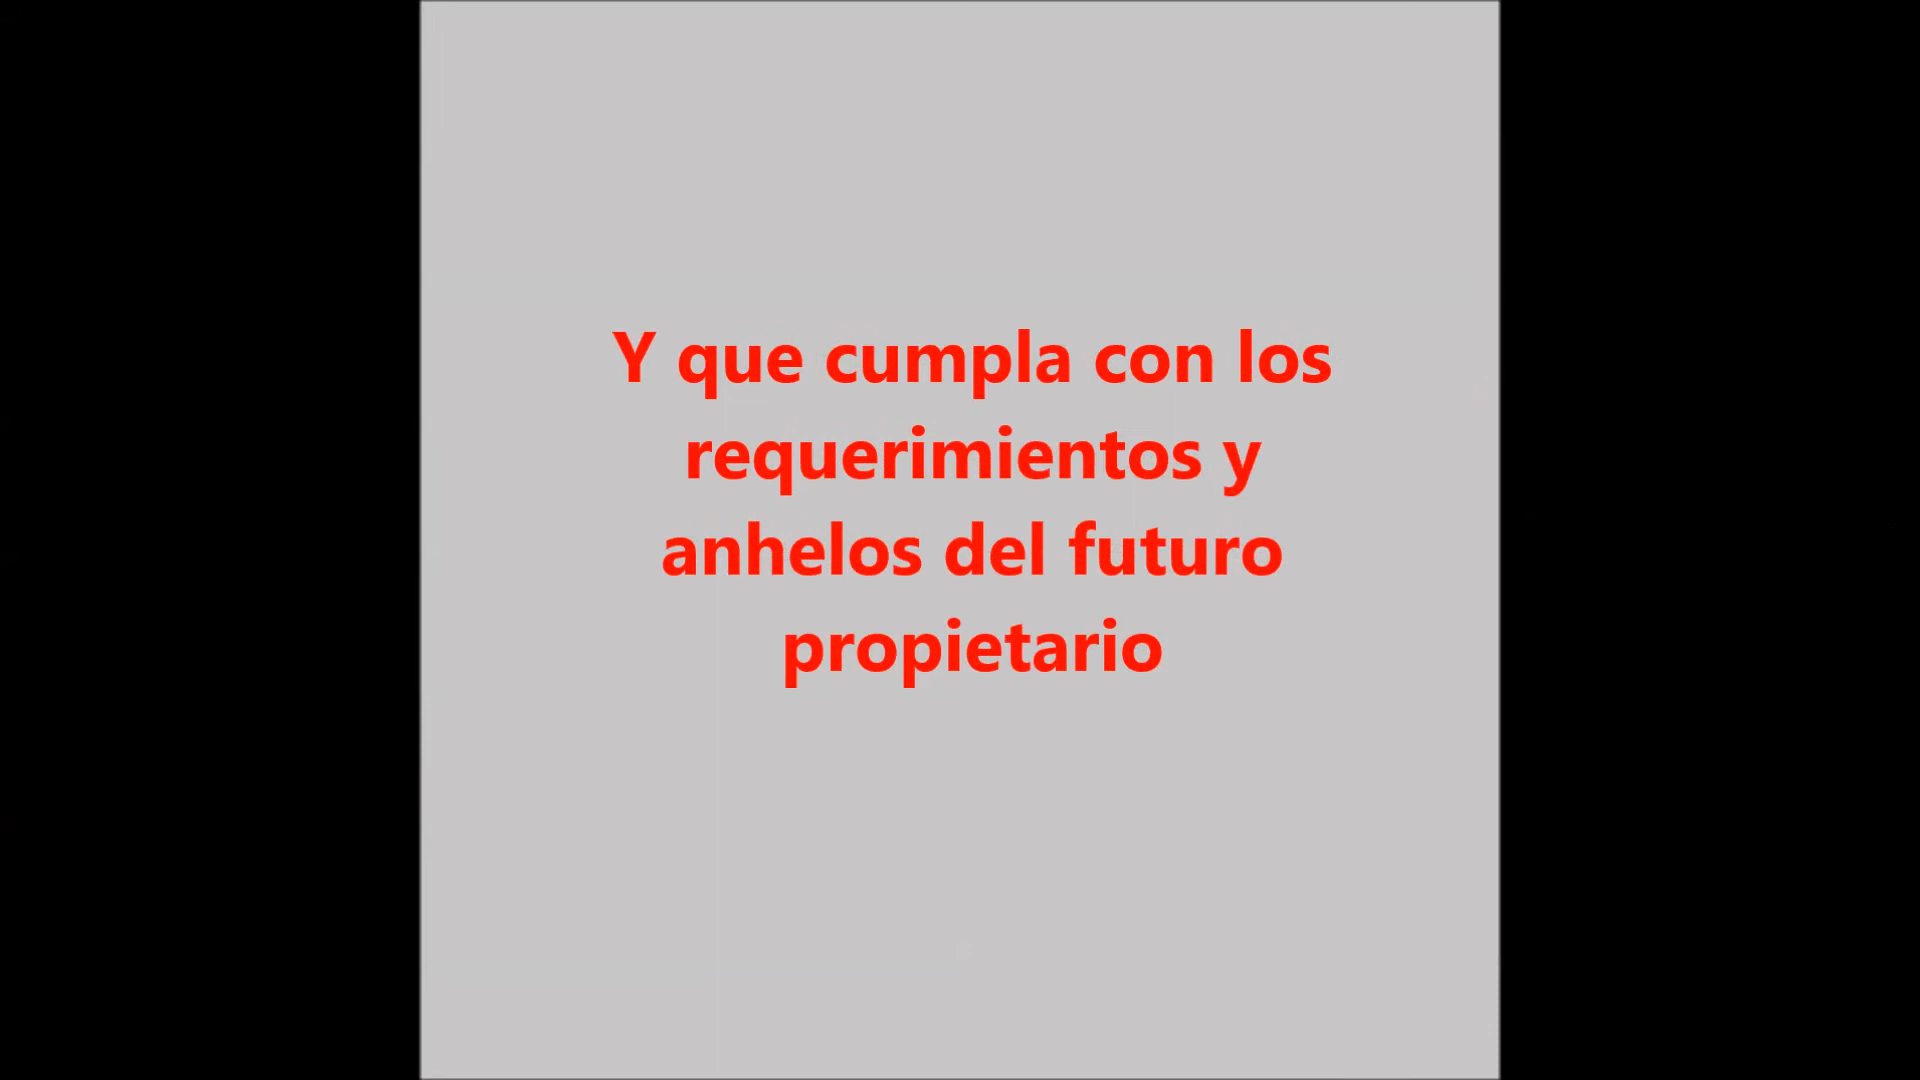 Y que cumpla con los
requerimientos y
anhelos del futuro
propietario